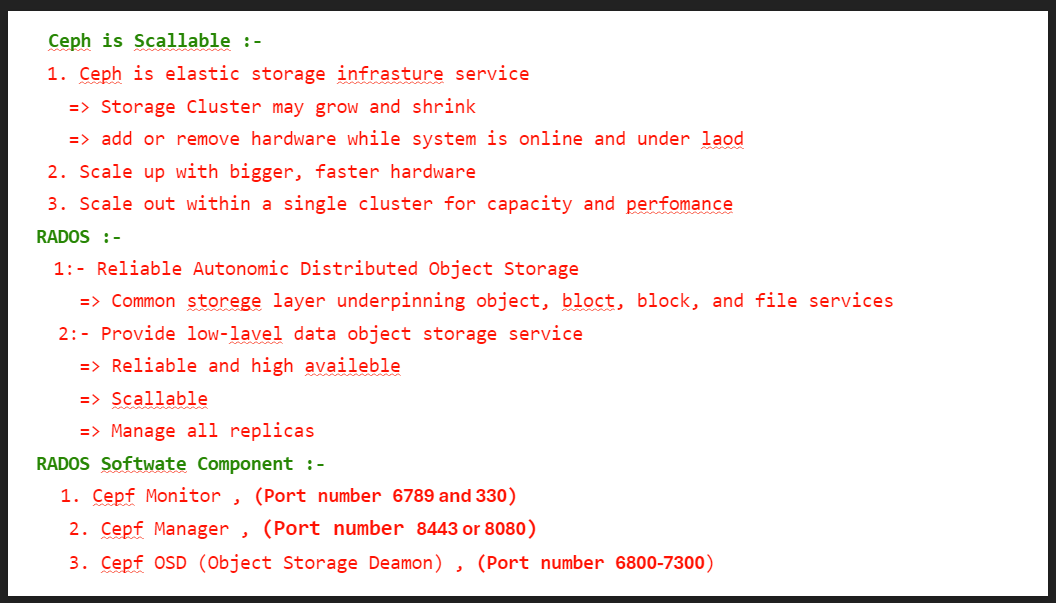 Ceph is Scallable :-
1. Ceph is elastic storage infrasture service
=> Storage Cluster may grow and shrink
=> add or remove hardware while system is online and under laod
2. Scale up with bigger, faster hardware
3. Scale out within a single cluster for capacity and perfomance
RADOS :-
1:- Reliable Autonomic Distributed Object Storage
=> Common storege layer underpinning object, bloct, block, and file services
2:- Provide low-lavel data object storage service
=> Reliable and high availeble
=> Scallable
=> Manage all replicas
RADOS Softwate Component :-
1. Cepf Monitor , (Port number 6789 and 330)
2. Cepf Manager , (Port number 8443 or 8080)
3. Cepf OSD (Object Storage Deamon) , (Port number 6800-7300)